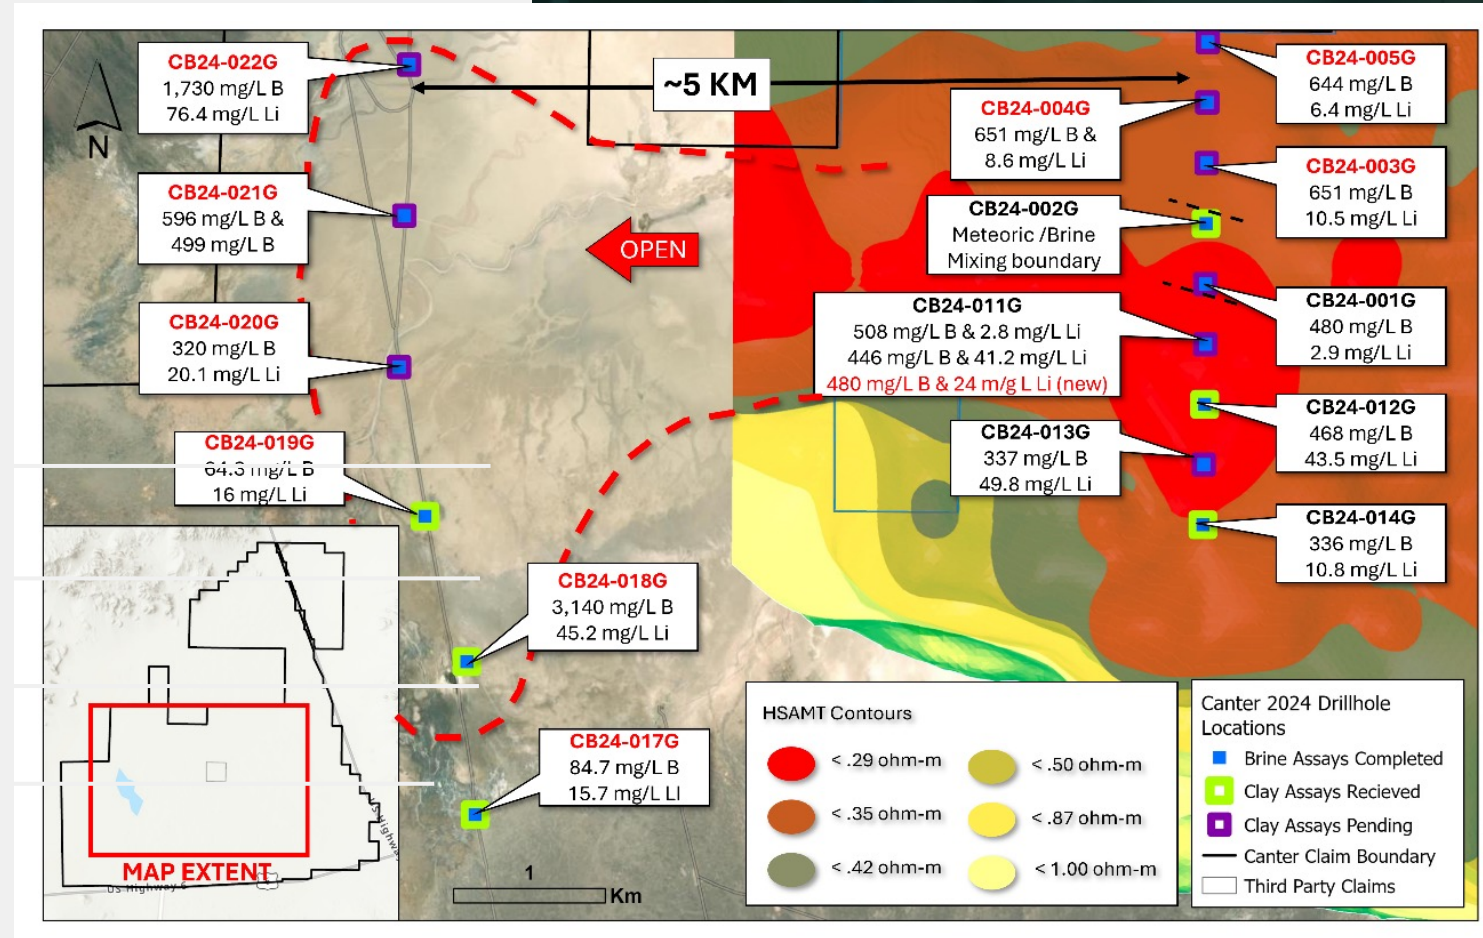 CB24-022G
1,730 mg/L B
76.4 mg/L Li
N
CB24-021G
596 mg/L B &
499 mg/L B
CB24-020G
320 mg/L B
20.1 mg/L Li
CB24-019G
64.3 mg/L B
16 mg/L Li
CB24-018G
3,140 mg/L B
45.2 mg/L Li
CB24-017G
84.7 mg/L B
15.7 mg/L LI
~5 KM
OPEN
CB24-005G
644 mg/L B
6.4 mg/L Li
CB24-004G
651 mg/L B &
8.6 mg/L Li
CB24-003G
651 mg/L B
10.5 mg/L Li
CB24-002G
Meteoric /Brine
Mixing boundary
CB24-001G
480 mg/L B
2.9 mg/L Li
CB24-011G
508 mg/L B & 2.8 mg/L Li
446 mg/L B & 41.2 mg/L Li
480 mg/L B & 24 m/g L Li (new)
CB24-012G
468 mg/L B
43.5 mg/L Li
CB24-013G
337 mg/L B
49.8 mg/L Li
CB24-014G
336 mg/L B
10.8 mg/L Li
MAP EXTENT
US Highway 6
US Highway
1
Km
HSAMT Contours
< .29 ohm-m
< .50 ohm-m
< .35 ohm-m
< .87 ohm-m
< .42 ohm-m
< 1.00 ohm-m
Canter 2024 Drillhole
Locations
Brine Assays Completed
Clay Assays Recieved
Clay Assays Pending
Canter Claim Boundary
Third Party Claims